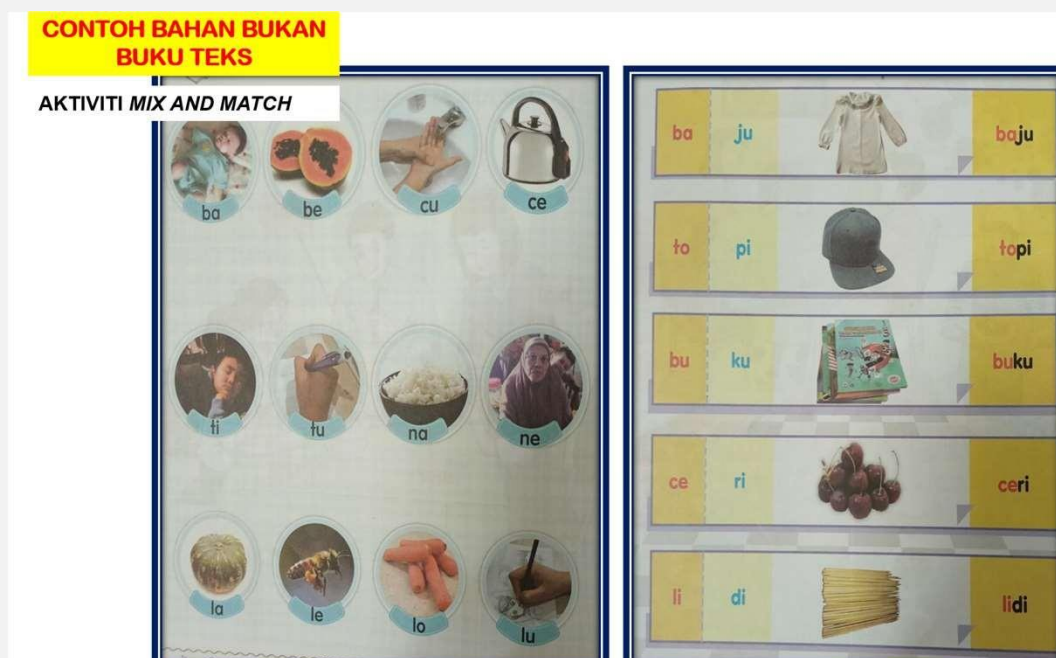 CONTOH BAHAN BUKAN
BUKU TEKS
AKTIVITI MIX AND MATCH
ba be cu ce
ti tu na ne
la le lo lu
ba ju baju
to pi topi
bu ku buku
ce ri ceri
li di lidi